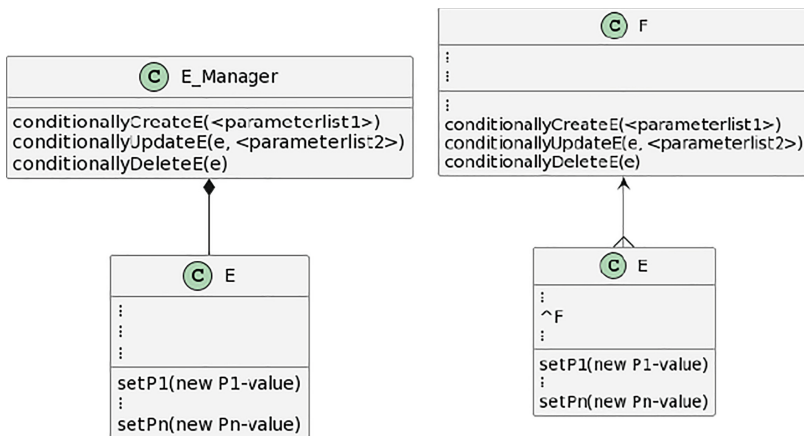 C E_Manager
conditionallyCreateE(<parameterlist1>)
conditionallyUpdateE(e, <parameterlist2>)
conditionallyDeleteE(e)
C E
⋮
⋮
⋮
setP1(new P1-value)
⋮
setPn(new Pn-value)
C F
⋮
⋮
⋮
conditionallyCreateE(<parameterlist1>)
conditionallyUpdateE(e, <parameterlist2>)
conditionallyDeleteE(e)
C E
⋮
^F
⋮
setP1(new P1-value)
⋮
setPn(new Pn-value)